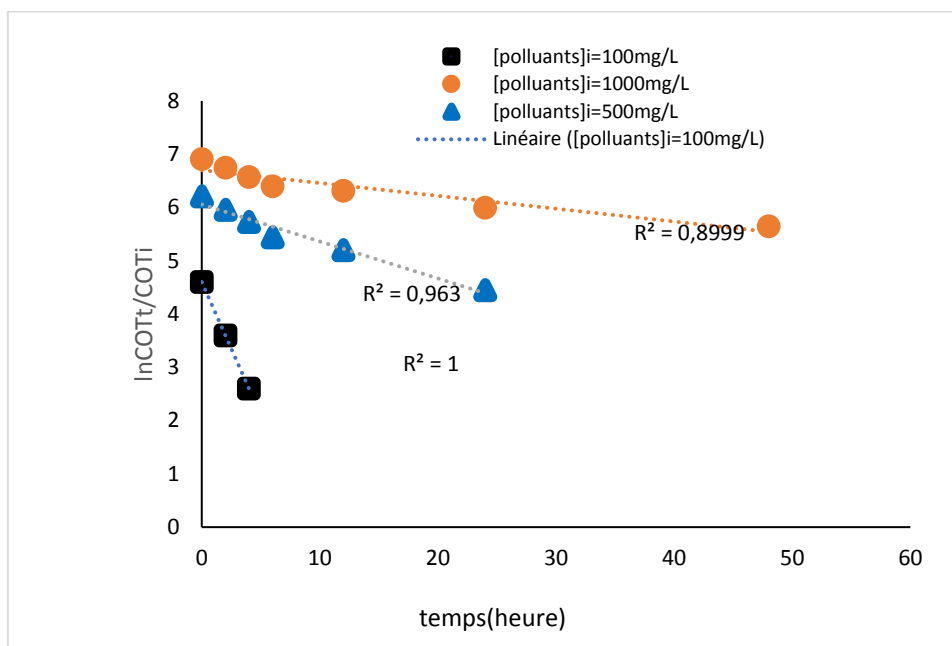 [polluants]i=100mg/L
[polluants]i=1000mg/L
[polluants]i=500mg/L
Linéaire ([polluants]i=100mg/L)
8
7
6
5
4
3
2
1
0
lnCOTt/COTi
R² = 0,8999
R² = 0,963
R² = 1
0 10 20 30 40 50 60
temps(heure)